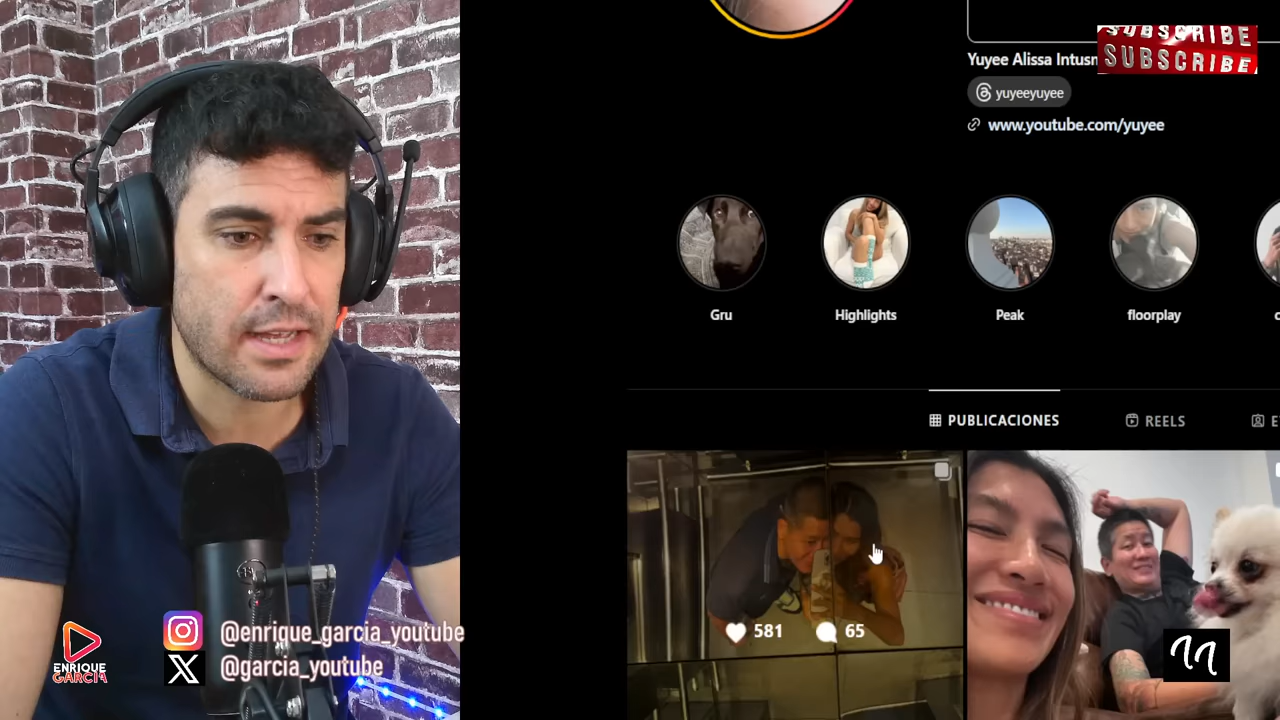 SUBSCRIBE
SUBSCRIBE
Yuyee Alissa
yuyeeyuyee
www.youtube.com/yuyee
Gru
Highlights
Peak
floorplay
PUBLICACIONES
REELS
581
65
@enrique_garcia_youtube
@garcia_youtube
ENRIQUE
GARCIA